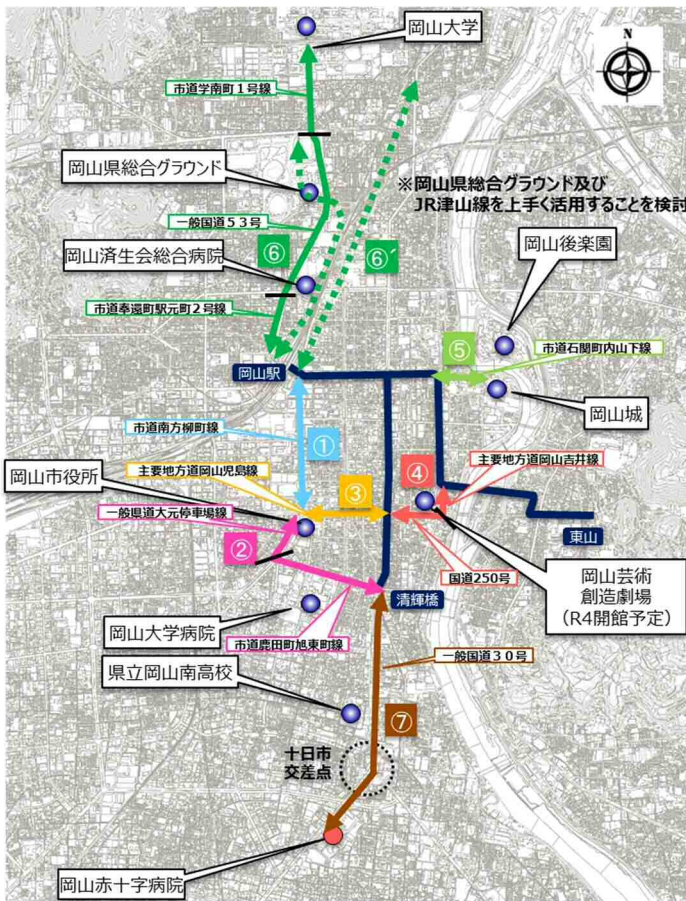 岡山大学
N
市道学南町1号線
岡山県総合グラウンド
※岡山県総合グラウンド及び
JR津山線を上手く活用することを検討
一般国道53号
⑥
⑥´
岡山後楽園
岡山済生会総合病院
市道奉還町駅元町2号線
⑤
市道石関町内山下線
岡山駅
岡山城
市道南方柳町線
①
岡山市役所
主要地方道岡山児島線
④
主要地方道岡山吉井線
③
一般県道大元停車場線
②
東山
国道250号
岡山芸術
創造劇場
(R4開館予定)
清輝橋
岡山大学病院
市道鹿田町旭東町線
一般国道30号
県立岡山南高校
⑦
十日市
交差点
岡山赤十字病院